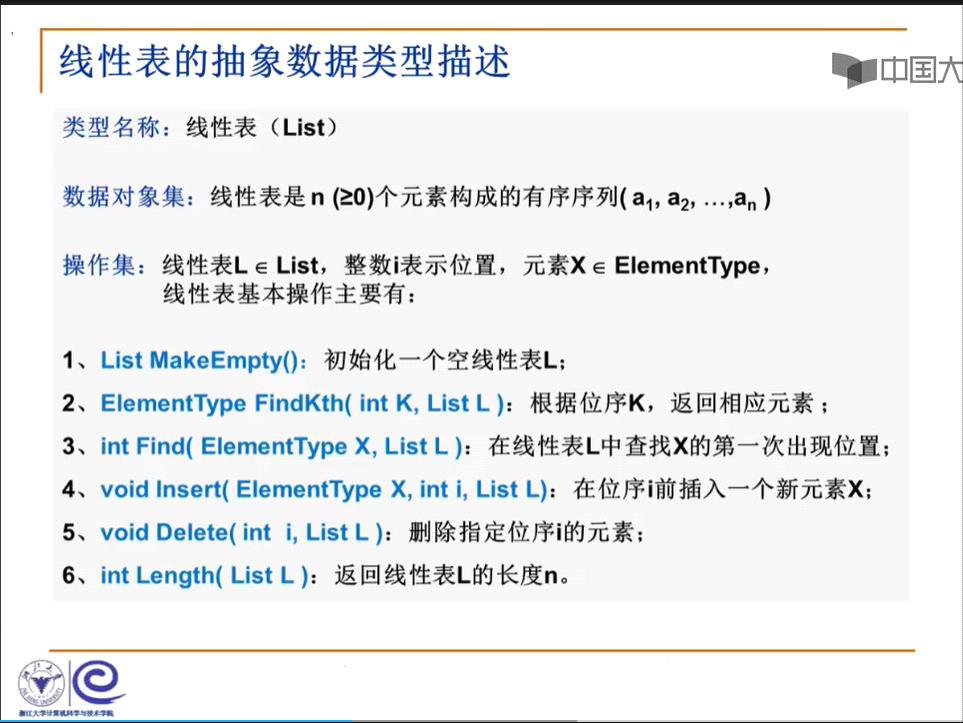 线性表的抽象数据类型描述
中国大
类型名称：线性表（List）
数据对象集：线性表是 n (≥0)个元素构成的有序序列( a₁, a₂, …,aₙ )
操作集：线性表L ∈ List，整数i表示位置，元素X ∈ ElementType，
线性表基本操作主要有：
1、List MakeEmpty()：初始化一个空线性表L；
2、ElementType FindKth( int K, List L )：根据位序K，返回相应元素；
3、int Find( ElementType X, List L )：在线性表L中查找X的第一次出现位置；
4、void Insert( ElementType X, int i, List L)：在位序i前插入一个新元素X；
5、void Delete( int i, List L )：删除指定位序i的元素；
6、int Length( List L )：返回线性表L的长度n。
浙江大学计算机科学与技术学院